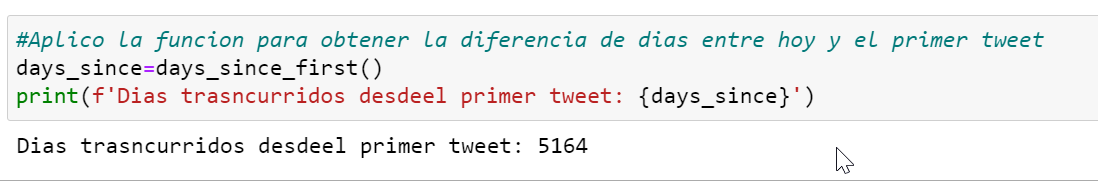 #Aplico la funcion para obtener la diferencia de dias entre hoy y el primer tweet
days_since=days_since_first()
print(f'Dias trasncurridos desdeel primer tweet: {days_since}')
Dias trasncurridos desdeel primer tweet: 5164